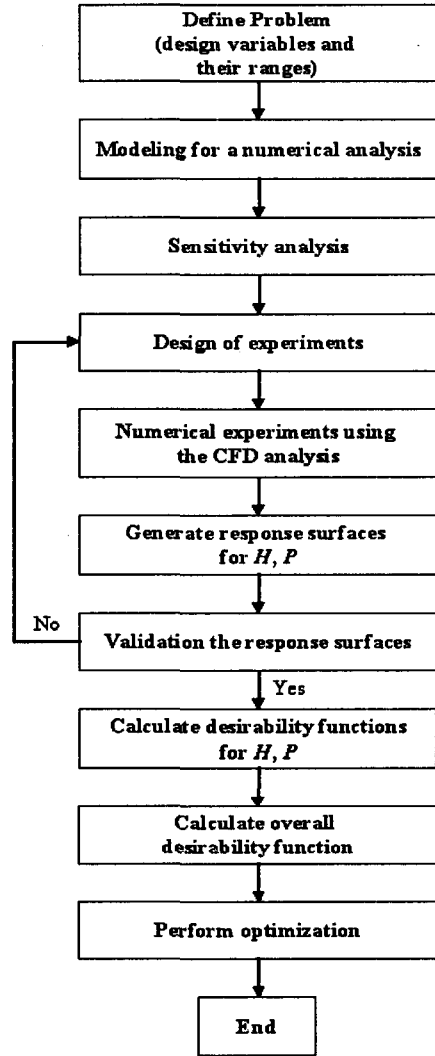 Define Problem
(design variables and
their ranges)
Modeling for a numerical analysis
Sensitivity analysis
Design of experiments
Numerical experiments using
the CFD analysis
Generate response surfaces
for H, P
No
Validation the response surfaces
Yes
Calculate desirability functions
for H, P
Calculate overall
desirability function
Perform optimization
End